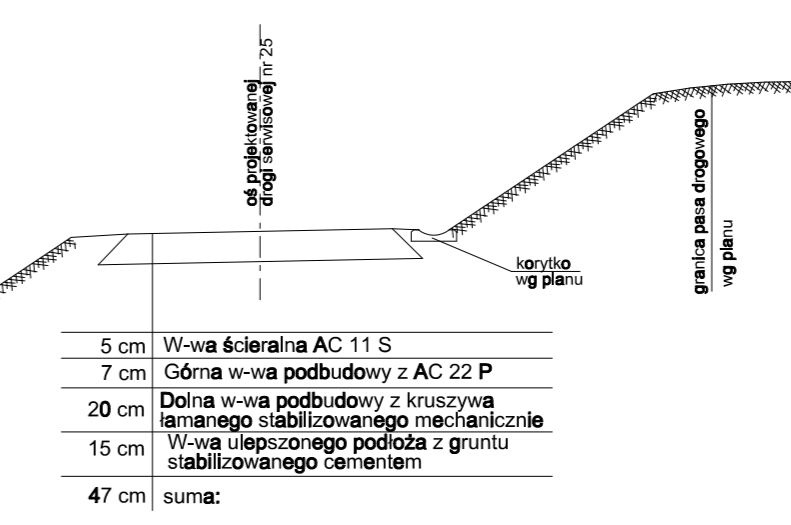 oś projektowanej
drogi serwisowej nr 25
granica pasa drogowego
wg planu
korytko
wg planu
5 cm W-wa ścieralna AC 11 S
7 cm Górna w-wa podbudowy z AC 22 P
20 cm Dolna w-wa podbudowy z kruszywa
łamanego stabilizowanego mechanicznie
15 cm W-wa ulepszonego podłoża z gruntu
stabilizowanego cementem
47 cm suma: